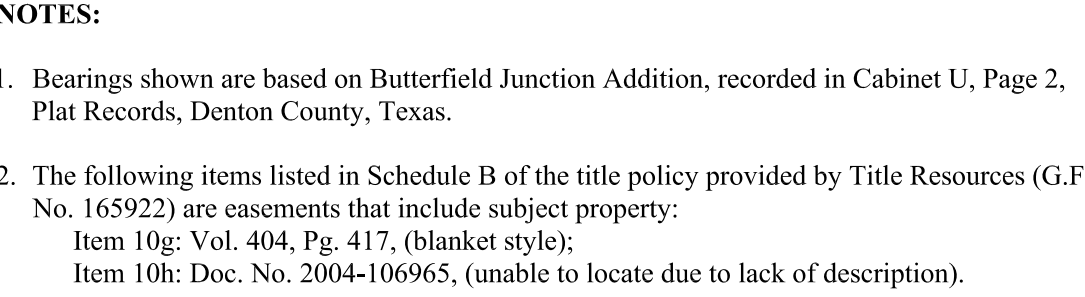 NOTES:
1. Bearings shown are based on Butterfield Junction Addition, recorded in Cabinet U, Page 2,
Plat Records, Denton County, Texas.
2. The following items listed in Schedule B of the title policy provided by Title Resources (G.F
No. 165922) are easements that include subject property:
Item 10g: Vol. 404, Pg. 417, (blanket style);
Item 10h: Doc. No. 2004-106965, (unable to locate due to lack of description).